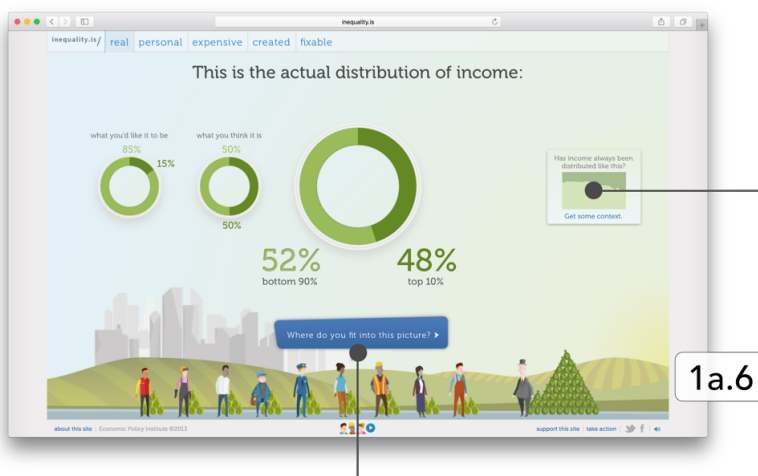 inequality.is
inequality.is/ real personal expensive created fixable
This is the actual distribution of income:
what you'd like it to be
85%
15%
what you think it is
50%
50%
52%
bottom 90%
48%
top 10%
Has income always been
distributed like this?
Get some context.
Where do you fit into this picture?
1a.6
about this site | Economic Policy Institute ©2013
support this site | take action